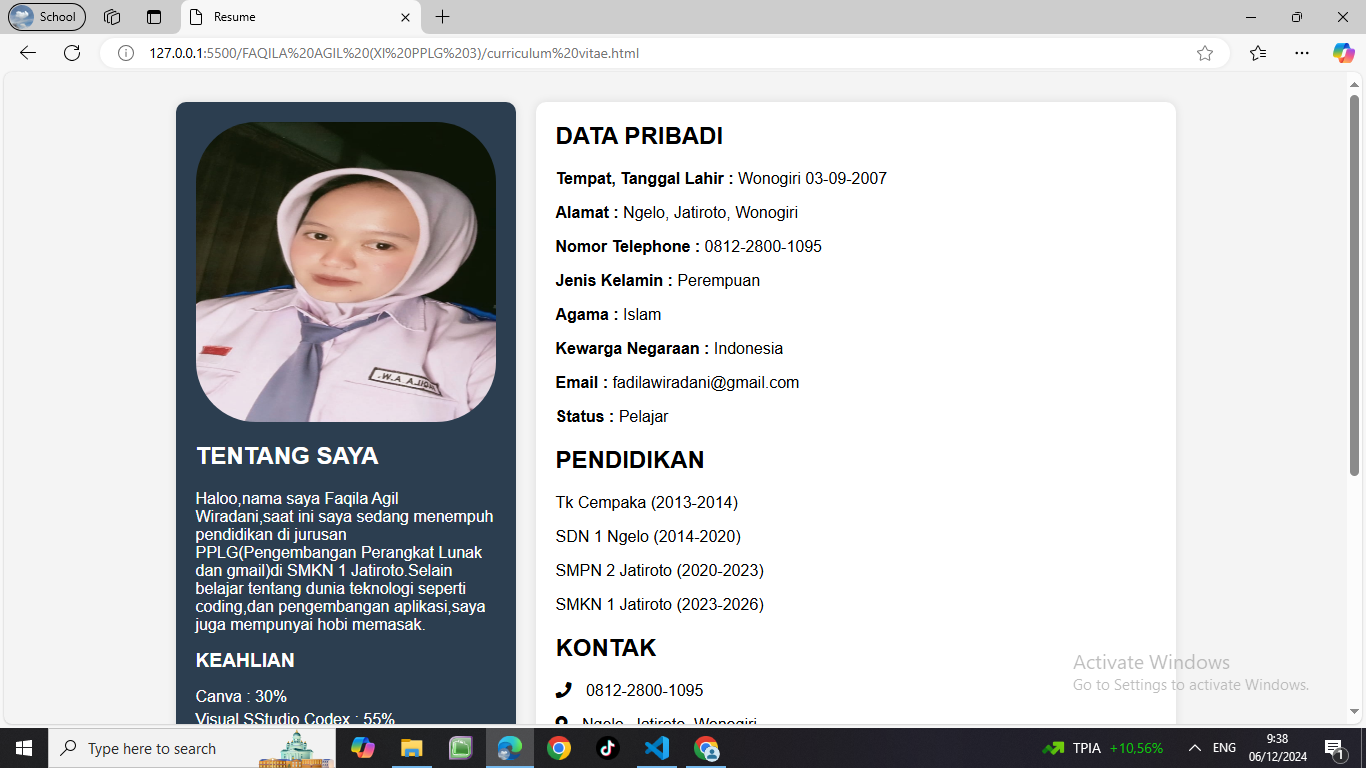 School
Resume
127.0.0.1:5500/FAQILA%20AGIL%20(XI%20PPLG%203)/curriculum%20vitae.html
TENTANG SAYA
Haloo,nama saya Faqila Agil
Wiradani,saat ini saya sedang menempuh
pendidikan di jurusan
PPLG(Pengembangan Perangkat Lunak
dan gmail)di SMKN 1 Jatiroto.Selain
belajar tentang dunia teknologi seperti
coding,dan pengembangan aplikasi,saya
juga mempunyai hobi memasak.
KEAHLIAN
Canva : 30%
Visual SStudio Codex : 55%
DATA PRIBADI
Tempat, Tanggal Lahir : Wonogiri 03-09-2007
Alamat : Ngelo, Jatiroto, Wonogiri
Nomor Telephone : 0812-2800-1095
Jenis Kelamin : Perempuan
Agama : Islam
Kewarga Negaraan : Indonesia
Email : fadilawiradani@gmail.com
Status : Pelajar
PENDIDIKAN
Tk Cempaka (2013-2014)
SDN 1 Ngelo (2014-2020)
SMPN 2 Jatiroto (2020-2023)
SMKN 1 Jatiroto (2023-2026)
KONTAK
0812-2800-1095
Ngelo, Jatiroto, Wonogiri
Activate Windows
Go to Settings to activate Windows.
Type here to search
TPIA +10,56%
ENG
9:38
06/12/2024
1